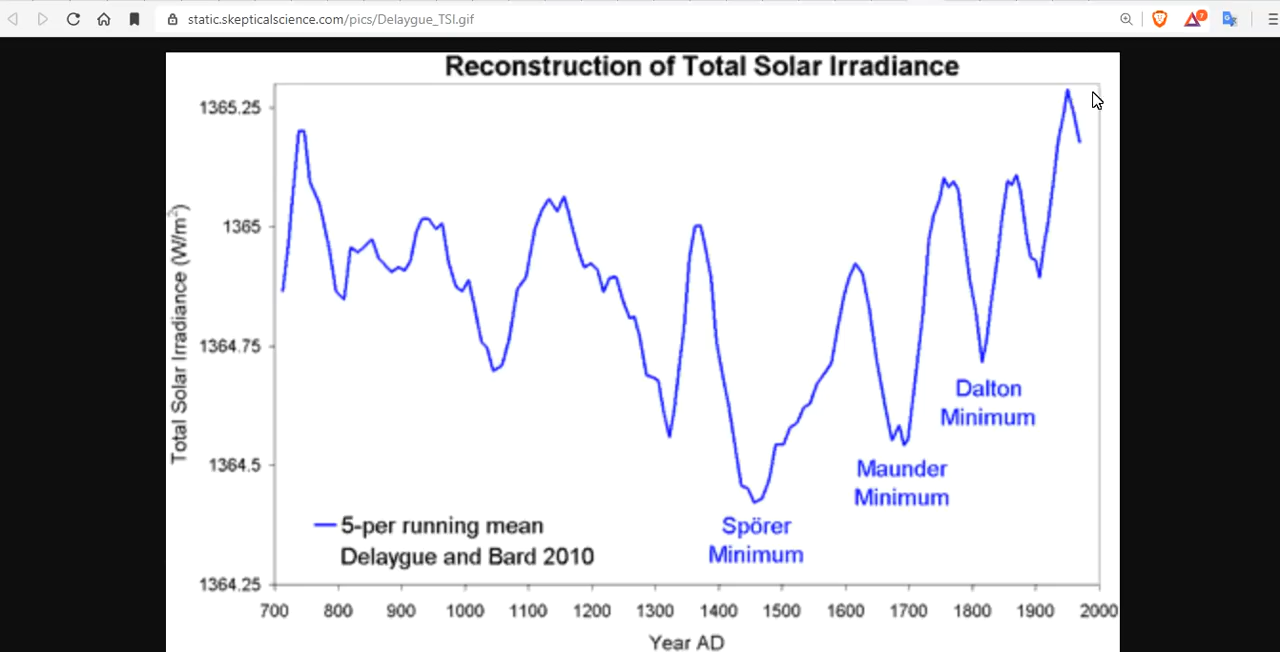 static.skepticalscience.com/pics/Delaygue_TSI.gif
7
Reconstruction of Total Solar Irradiance
1365.25
1365
1364.75
1364.5
1364.25
Total Solar Irradiance (W/m²)
Dalton
Minimum
Maunder
Minimum
Spörer
Minimum
5-per running mean
Delaygue and Bard 2010
700 800 900 1000 1100 1200 1300 1400 1500 1600 1700 1800 1900 2000
Year AD